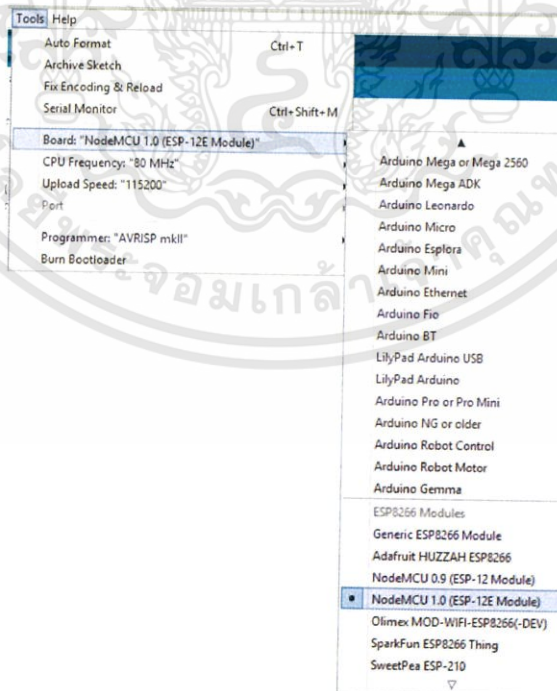 Tools Help
Auto Format Ctrl+T
Archive Sketch
Fix Encoding & Reload
Serial Monitor Ctrl+Shift+M
Board: "NodeMCU 1.0 (ESP-12E Module)"
CPU Frequency: "80 MHz"
Upload Speed: "115200"
Port
Programmer: "AVRISP mkII"
Burn Bootloader
Arduino Mega or Mega 2560
Arduino Mega ADK
Arduino Leonardo
Arduino Micro
Arduino Esplora
Arduino Mini
Arduino Ethernet
Arduino Fio
Arduino BT
LilyPad Arduino USB
LilyPad Arduino
Arduino Pro or Pro Mini
Arduino NG or older
Arduino Robot Control
Arduino Robot Motor
Arduino Gemma
ESP8266 Modules
Generic ESP8266 Module
Adafruit HUZZAH ESP8266
NodeMCU 0.9 (ESP-12 Module)
NodeMCU 1.0 (ESP-12E Module)
Olimex MOD-WIFI-ESP8266(-DEV)
SparkFun ESP8266 Thing
SweetPea ESP-210